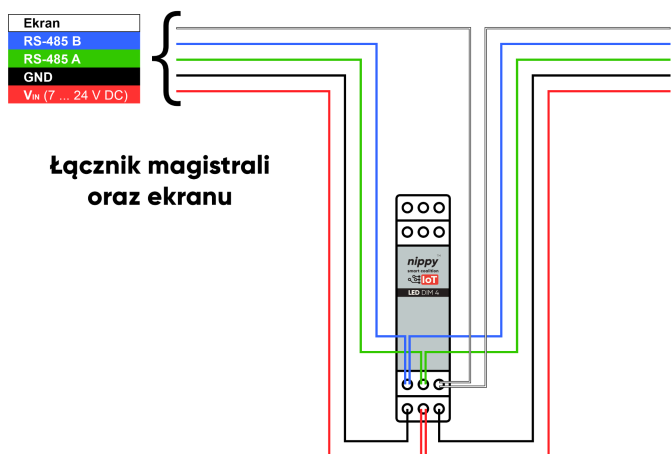 Ekran
RS-485 B
RS-485 A
GND
VIN (7 ... 24 V DC)
Łącznik magistrali
oraz ekranu
nippy
smart coalition
IoT
LED DIM 4